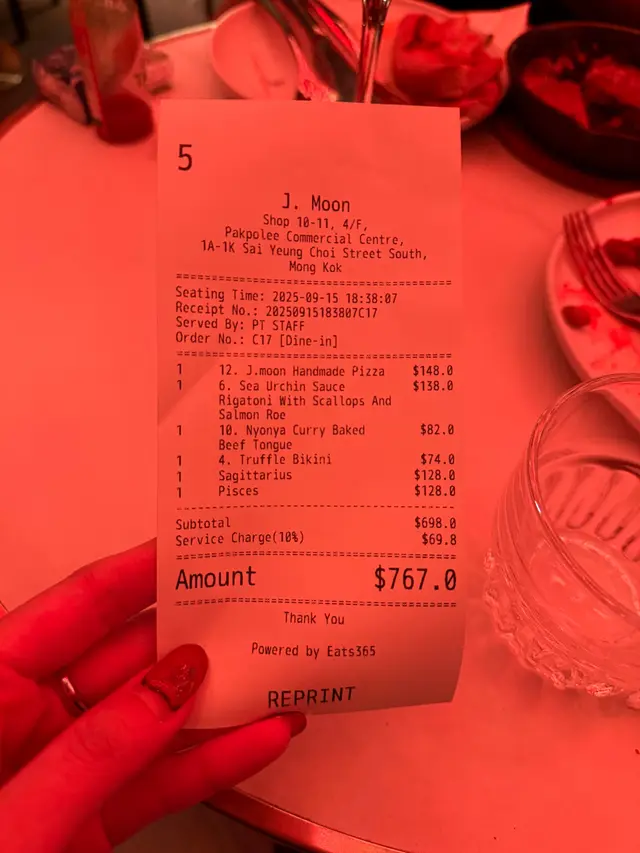 5
J. Moon
Shop 10-11, 4/F,
Pakpolee Commercial Centre,
1A-1K Sai Yeung Choi Street South,
Mong Kok
Seating Time: 2025-09-15 18:38:07
Receipt No.: 20250915183807C17
Served By: PT STAFF
Order No.: C17 [Dine-in]
1 12. J.moon Handmade Pizza $148.0
1 6. Sea Urchin Sauce $138.0
Rigatoni With Scallops And
Salmon Roe
1 10. Nyonya Curry Baked $82.0
Beef Tongue
1 4. Truffle Bikini $74.0
1 Sagittarius $128.0
1 Pisces $128.0
Subtotal $698.0
Service Charge(10%) $69.8
Amount $767.0
Thank You
Powered by Eats365
REPRINT